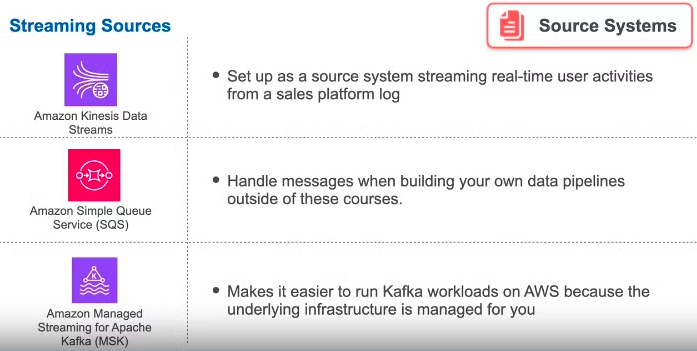 Streaming Sources
Source Systems
Amazon Kinesis Data
Streams
• Set up as a source system streaming real-time user activities
from a sales platform log
Amazon Simple Queue
Service (SQS)
• Handle messages when building your own data pipelines
outside of these courses.
K
Amazon Managed
Streaming for Apache
Kafka (MSK)
• Makes it easier to run Kafka workloads on AWS because the
underlying infrastructure is managed for you